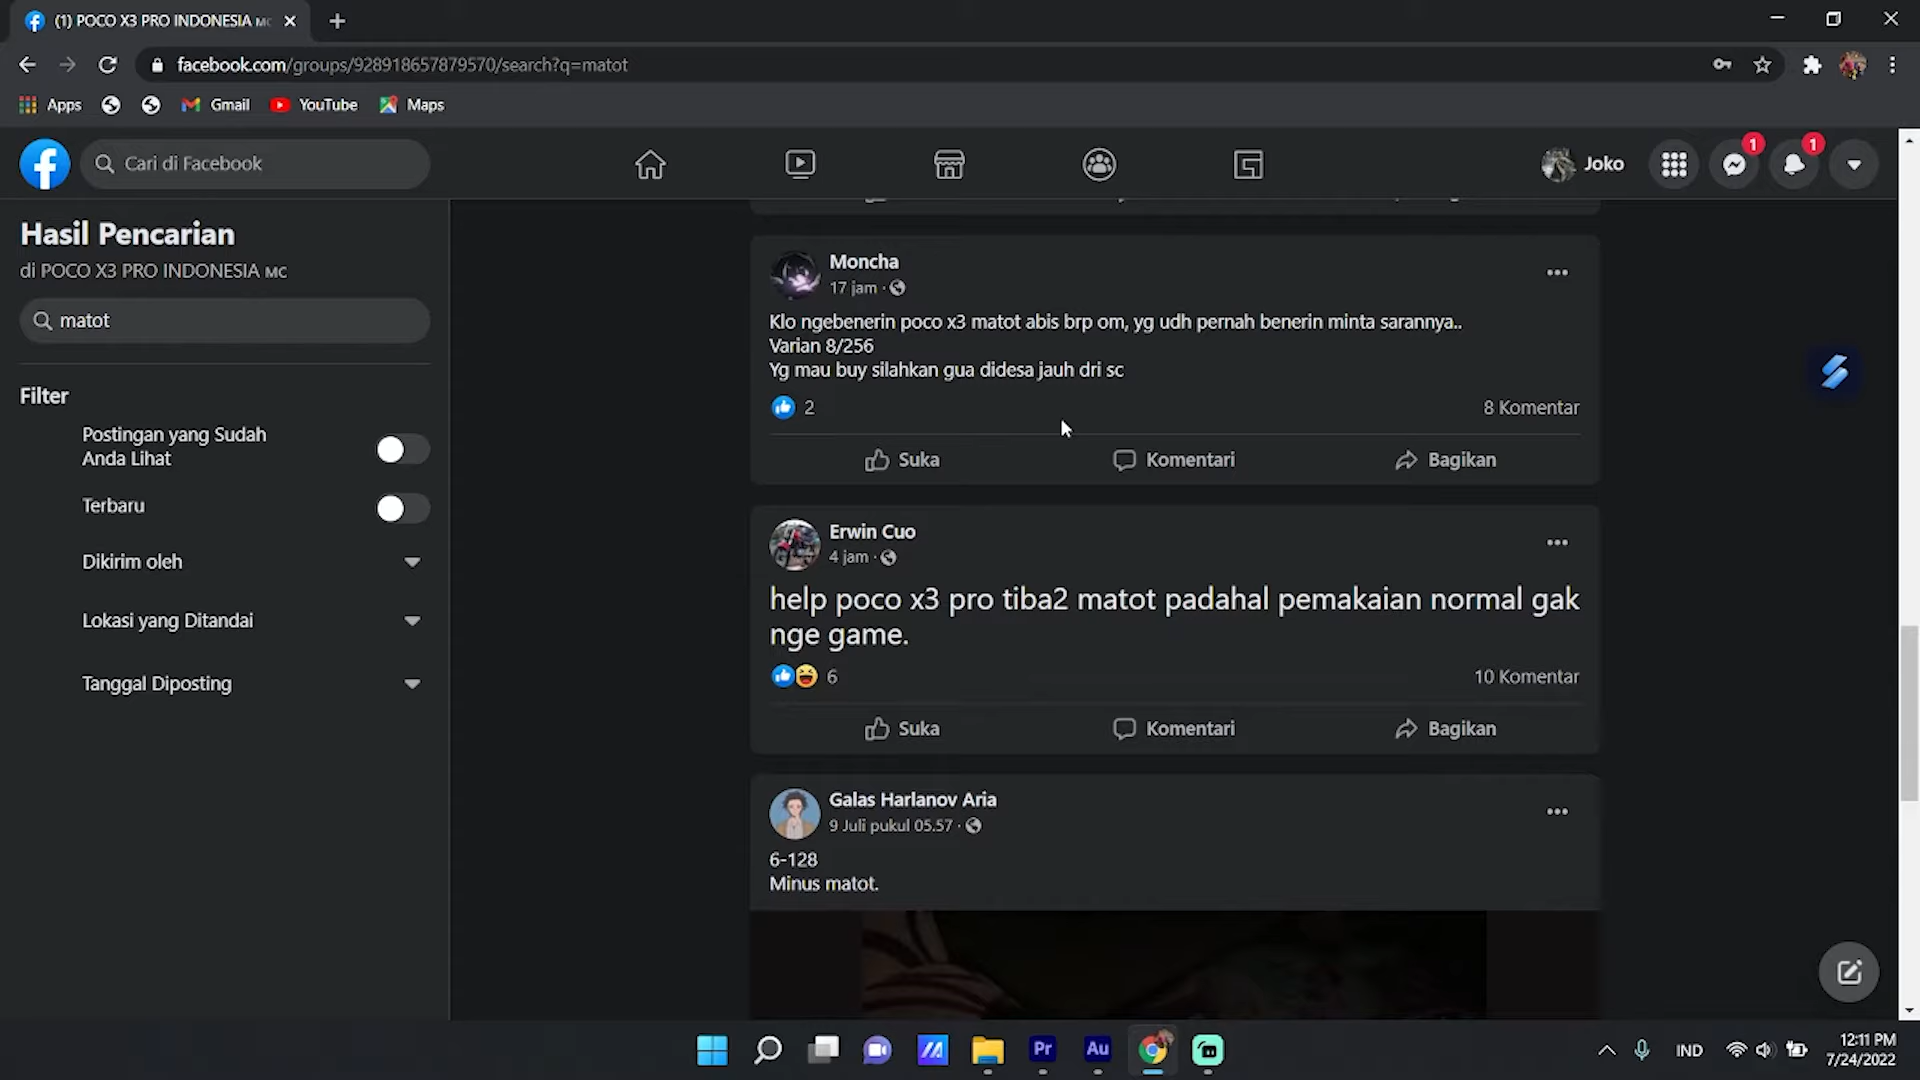 (1) POCO X3 PRO INDONESIA ᴍᴄ
facebook.com/groups/928918657879570/search?q=matot
Apps
Gmail
YouTube
Maps
Cari di Facebook
Joko
1
1
Hasil Pencarian
di POCO X3 PRO INDONESIA ᴍᴄ
matot
Filter
Postingan yang Sudah
Anda Lihat
Terbaru
Dikirim oleh
Lokasi yang Ditandai
Tanggal Diposting
Moncha
17 jam ·
Klo ngebenerin poco x3 matot abis brp om, yg udh pernah benerin minta sarannya..
Varian 8/256
Yg mau buy silahkan gua didesa jauh dri sc
2
8 Komentar
Suka
Komentari
Bagikan
Erwin Cuo
4 jam ·
help poco x3 pro tiba2 matot padahal pemakaian normal gak
nge game.
6
10 Komentar
Suka
Komentari
Bagikan
Galas Harlanov Aria
9 Juli pukul 05.57 ·
6-128
Minus matot.
Pr
Au
IND
12:11 PM
7/24/2022